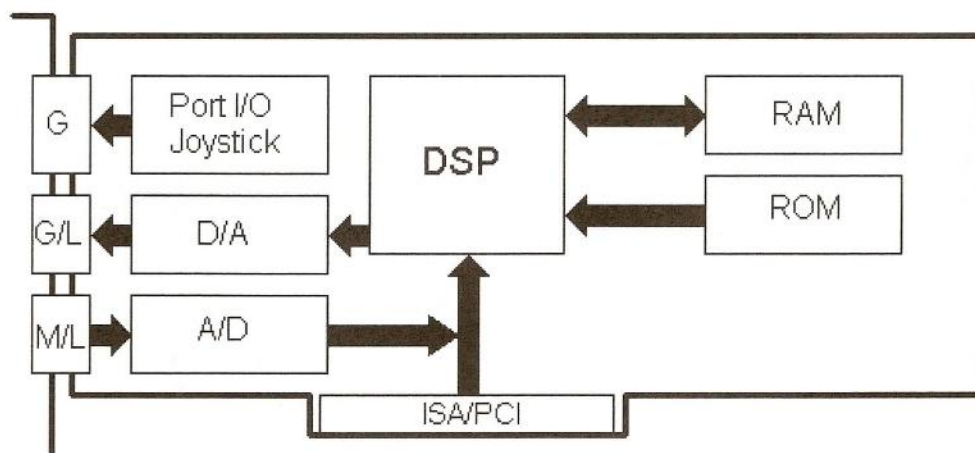 G
Port I/O
Joystick
DSP
RAM
G/L
D/A
ROM
M/L
A/D
ISA/PCI